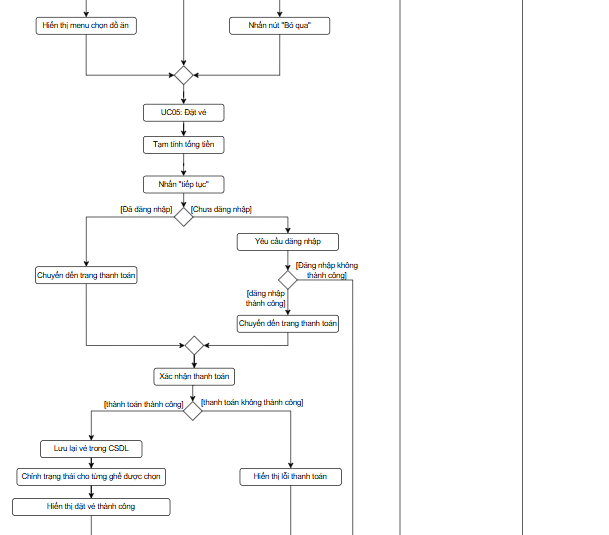 Hiển thị menu chọn đồ ăn
Nhấn nút "Bỏ qua"
UC05: Đặt vé
Tạm tính tổng tiền
Nhấn "tiếp tục"
[Đã đăng nhập]
[Chưa đăng nhập]
Yêu cầu đăng nhập
[Đăng nhập không
thành công]
Chuyển đến trang thanh toán
[đăng nhập
thành công]
Chuyển đến trang thanh toán
Xác nhận thanh toán
[thành toán thành công]
[thanh toán không thành công]
Lưu lại vé trong CSDL
Chỉnh trạng thái cho từng ghế được chọn
Hiển thị lỗi thanh toán
Hiển thị đặt vé thành công